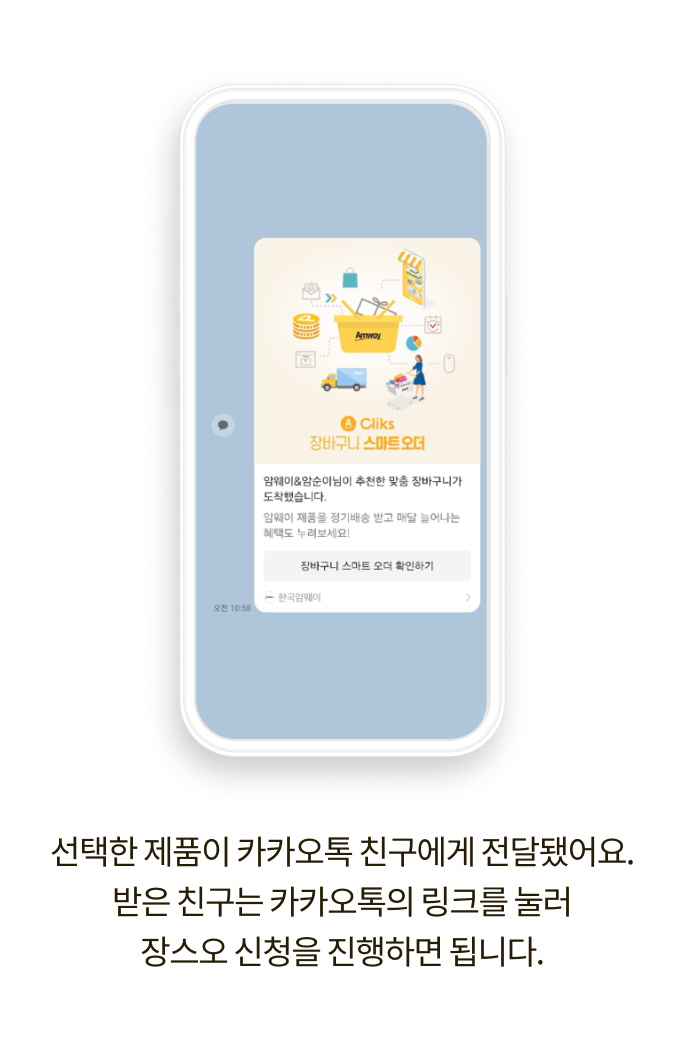 Amway
A Cliks
장바구니 스마트오더
암웨이&암순이님이 추천한 맞춤 장바구니가
도착했습니다.
암웨이 제품을 정기배송 받고 매달 늘어나는
혜택도 누려보세요!
장바구니 스마트 오더 확인하기
한국암웨이
오전 10:58
선택한 제품이 카카오톡 친구에게 전달됐어요.
받은 친구는 카카오톡의 링크를 눌러
장스오 신청을 진행하면 됩니다.